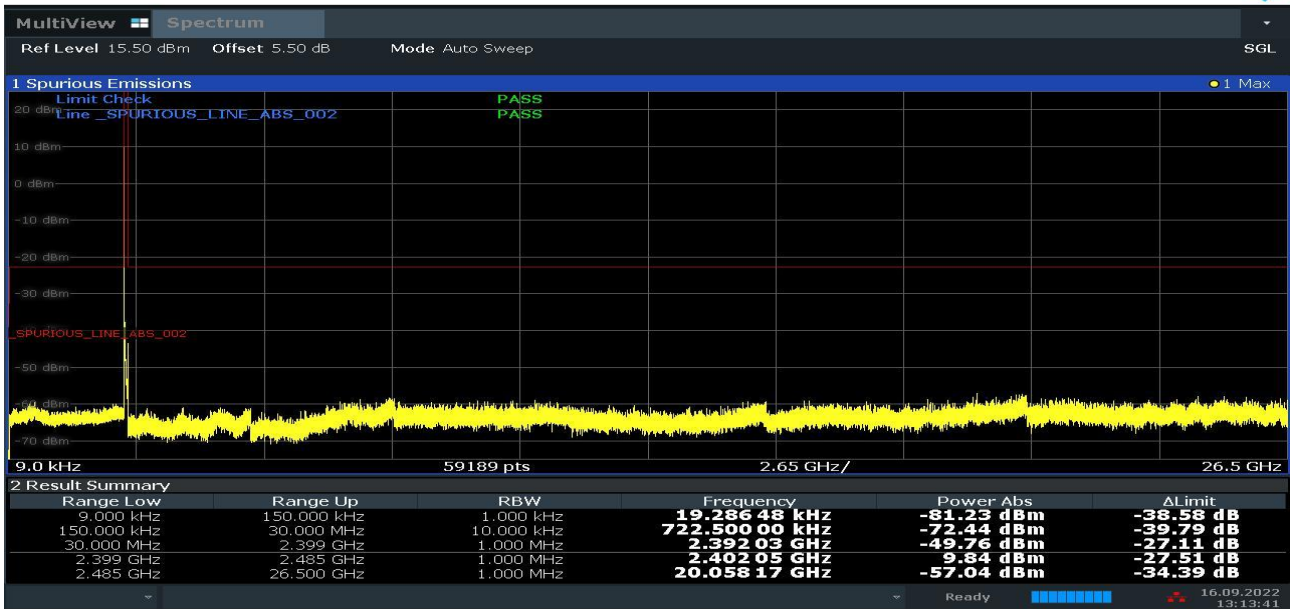 MultiView Spectrum
Ref Level 15.50 dBm Offset 5.50 dB Mode Auto Sweep SGL
1 Spurious Emissions 1 Max
Limit Check PASS
20 dBm
Line _SPURIOUS_LINE_ABS_002 PASS
10 dBm
0 dBm
-10 dBm
-20 dBm
-30 dBm
_SPURIOUS_LINE_ABS_002
-50 dBm
-60 dBm
-70 dBm
9.0 kHz 59189 pts 2.65 GHz/ 26.5 GHz
2 Result Summary
Range Low Range Up RBW Frequency Power Abs ΔLimit
9.000 kHz 150.000 kHz 1.000 kHz 19.286 48 kHz -81.23 dBm -38.58 dB
150.000 kHz 30.000 MHz 10.000 kHz 722.500 00 kHz -72.44 dBm -39.79 dB
30.000 MHz 2.399 GHz 1.000 MHz 2.392 03 GHz -49.76 dBm -27.11 dB
2.399 GHz 2.485 GHz 1.000 MHz 2.402 05 GHz 9.84 dBm -27.51 dB
2.485 GHz 26.500 GHz 1.000 MHz 20.058 17 GHz -57.04 dBm -34.39 dB
Ready 16.09.2022
13:13:41